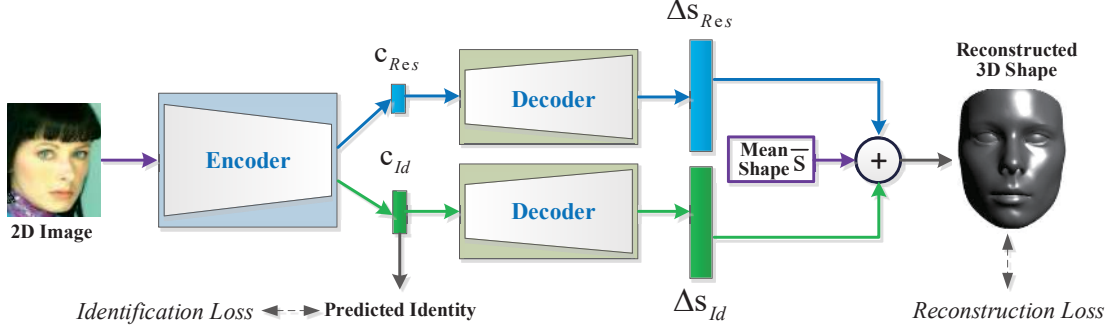 Δs_Res
c_Res
Reconstructed
3D Shape
Decoder
Encoder
Mean
Shape S̅
+
c_Id
2D Image
Decoder
Identification Loss
Predicted Identity
Δs_Id
Reconstruction Loss